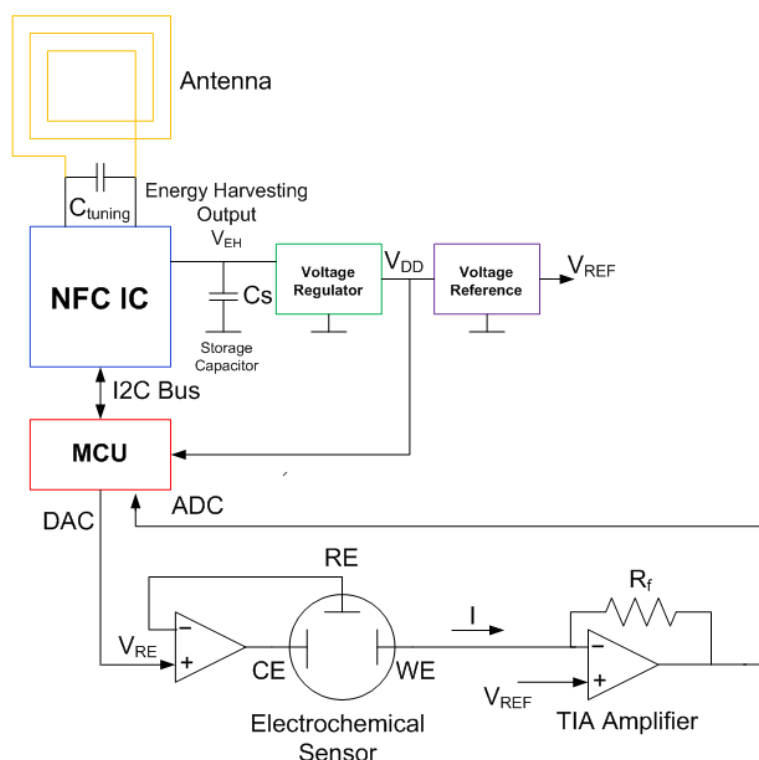 Antenna
C_tuning
Energy Harvesting
Output
V_EH
NFC IC
Cs
Storage
Capacitor
Voltage
Regulator
V_DD
Voltage
Reference
V_REF
I2C Bus
MCU
DAC
ADC
RE
V_RE
−
+
CE
WE
I
R_f
−
+
V_REF
Electrochemical
Sensor
TIA Amplifier